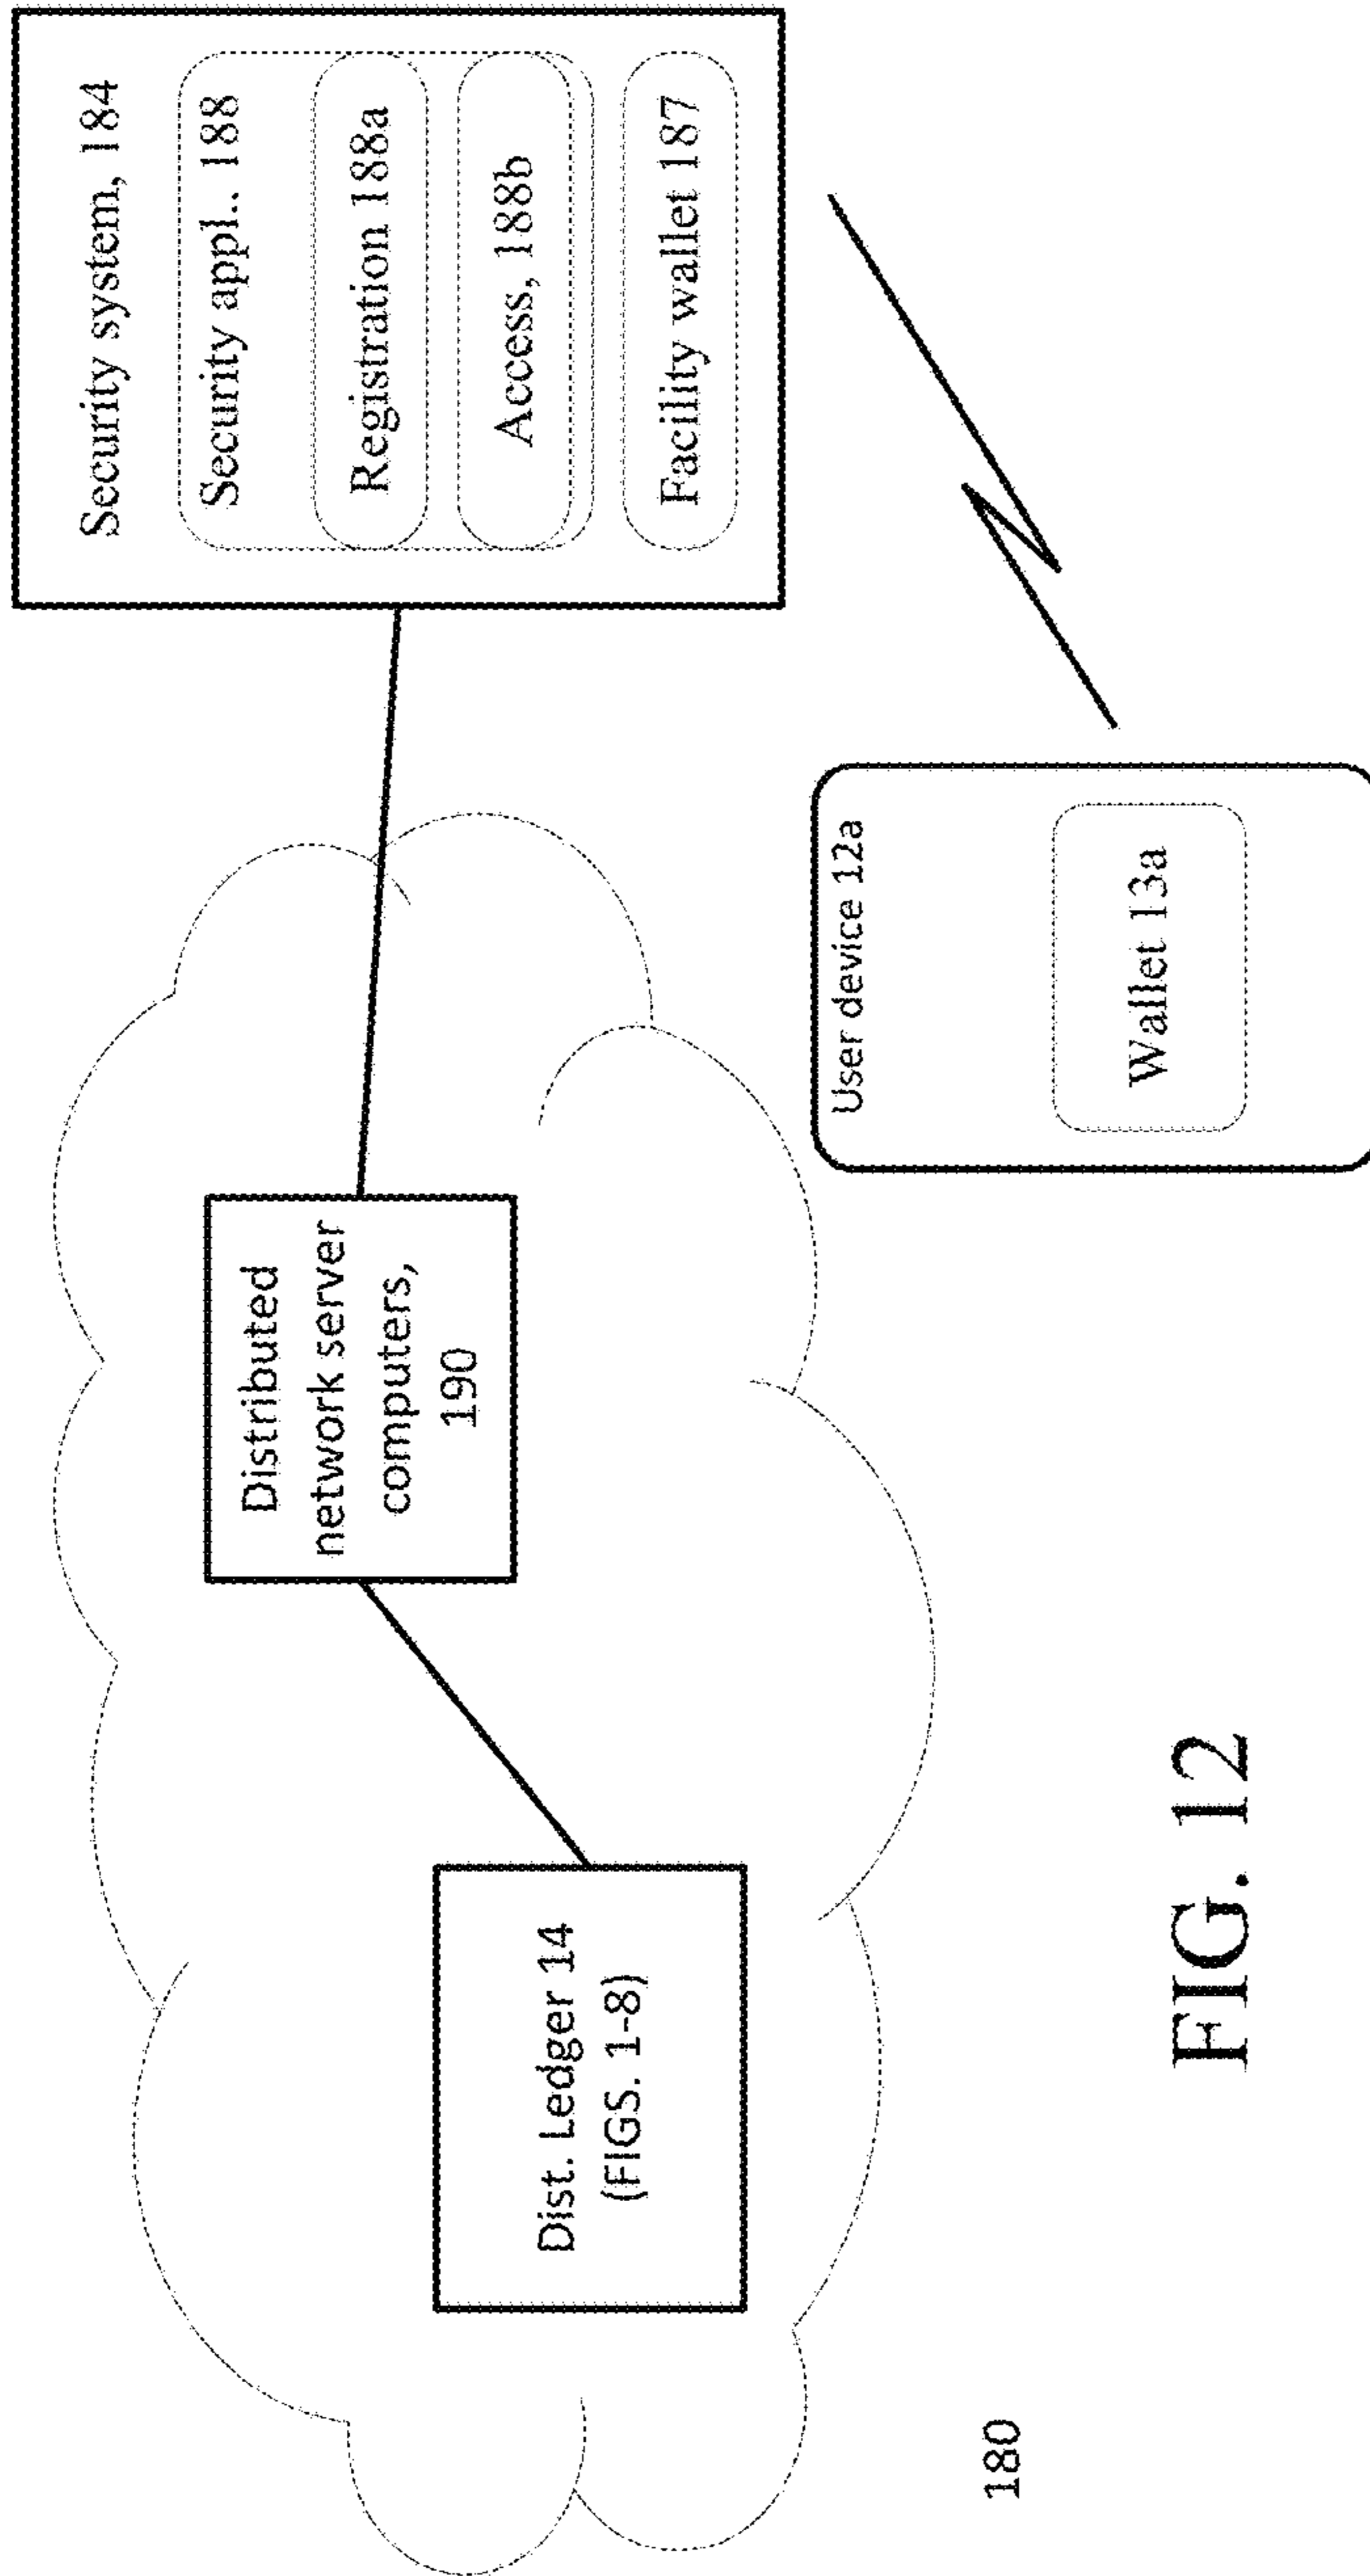 Security system, 184
Security appl.. 188
Registration 188a
Access, 188b
Facility wallet 187
Distributed
network server
computers,
190
Dist. Ledger 14
(FIGS. 1-8)
User device 12a
Wallet 13a
180
FIG. 12